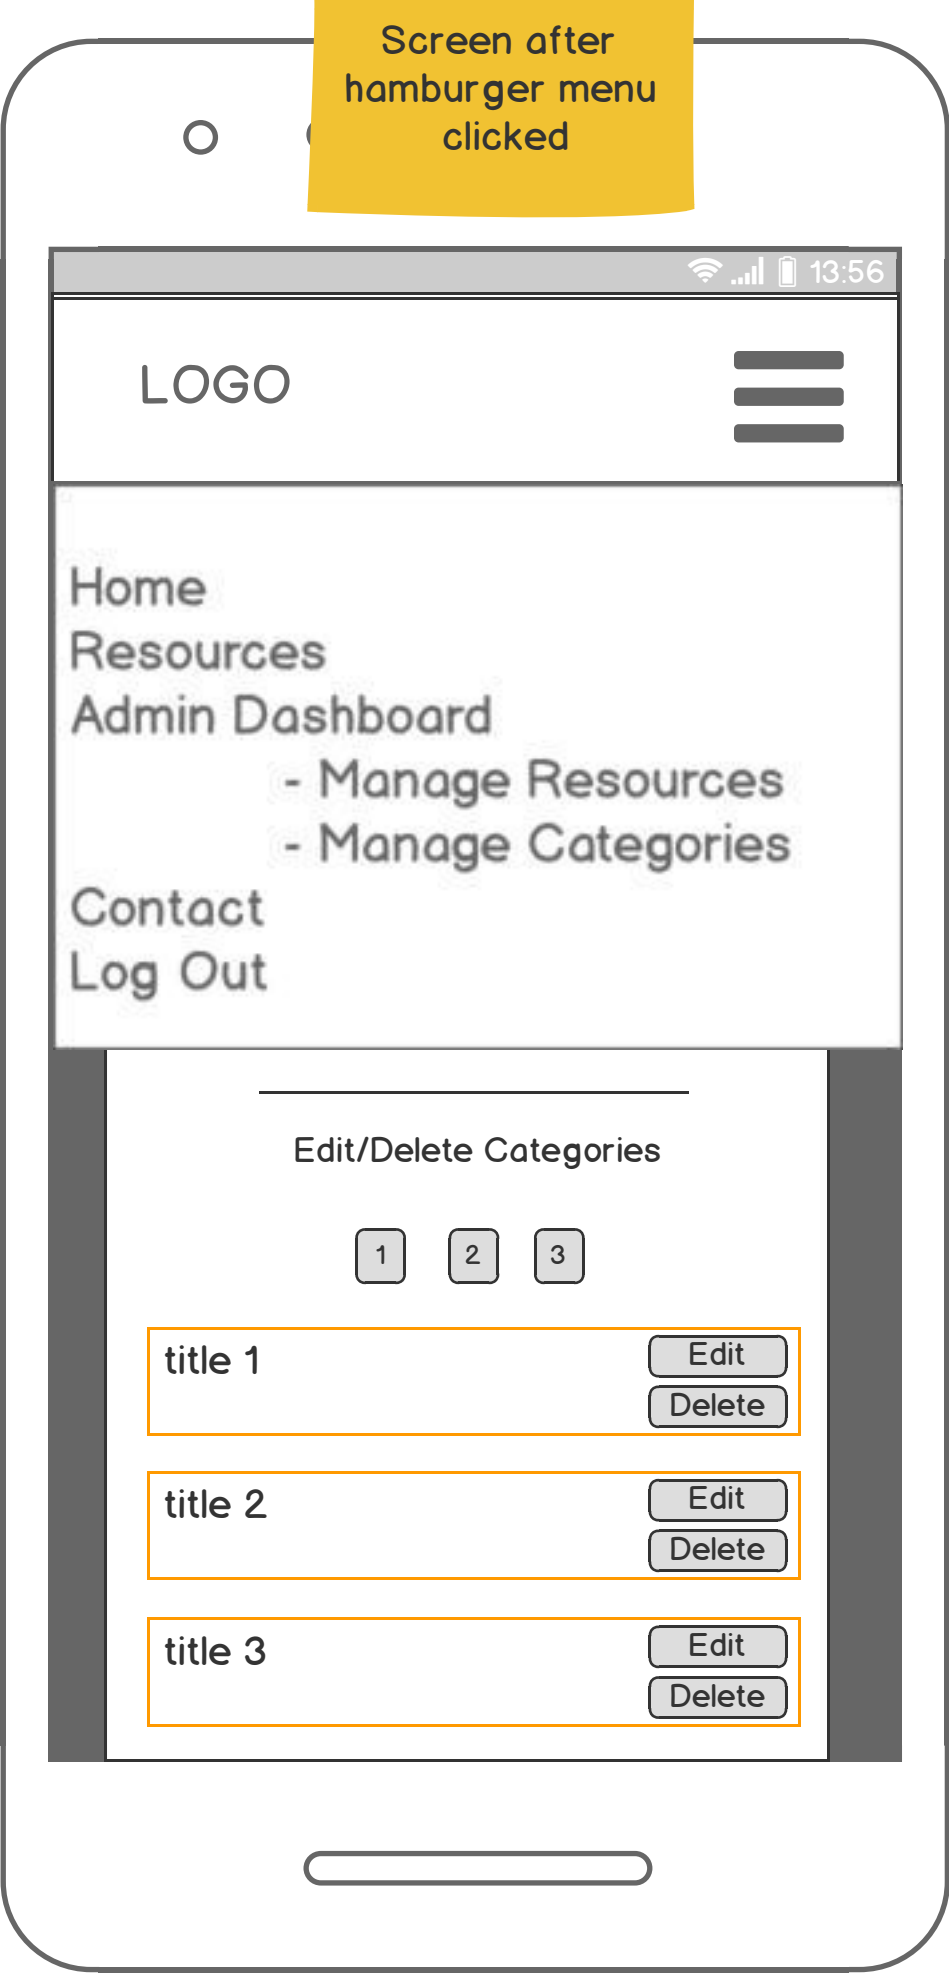 Screen after
hamburger menu
clicked
13:56
LOGO
Home
Resources
Admin Dashboard
- Manage Resources
- Manage Categories
Contact
Log Out
Edit/Delete Categories
1 2 3
title 1
Edit
Delete
title 2
Edit
Delete
title 3
Edit
Delete